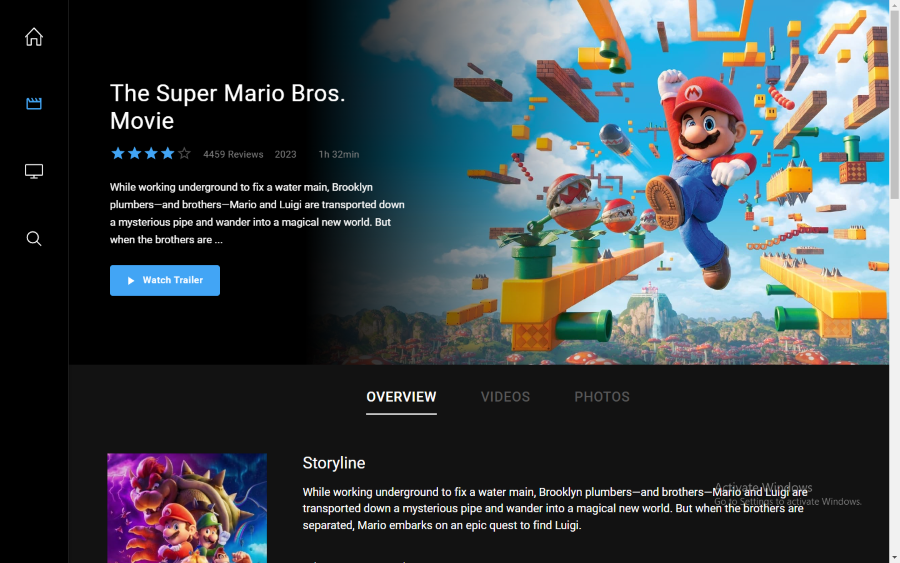 The Super Mario Bros.
Movie
4459 Reviews 2023 1h 32min
While working underground to fix a water main, Brooklyn
plumbers—and brothers—Mario and Luigi are transported down
a mysterious pipe and wander into a magical new world. But
when the brothers are ...
Watch Trailer
OVERVIEW VIDEOS PHOTOS
Storyline
While working underground to fix a water main, Brooklyn plumbers—and brothers—Mario and Luigi are
transported down a mysterious pipe and wander into a magical new world. But when the brothers are
separated, Mario embarks on an epic quest to find Luigi.
Activate Windows
Go to Settings to activate Windows.